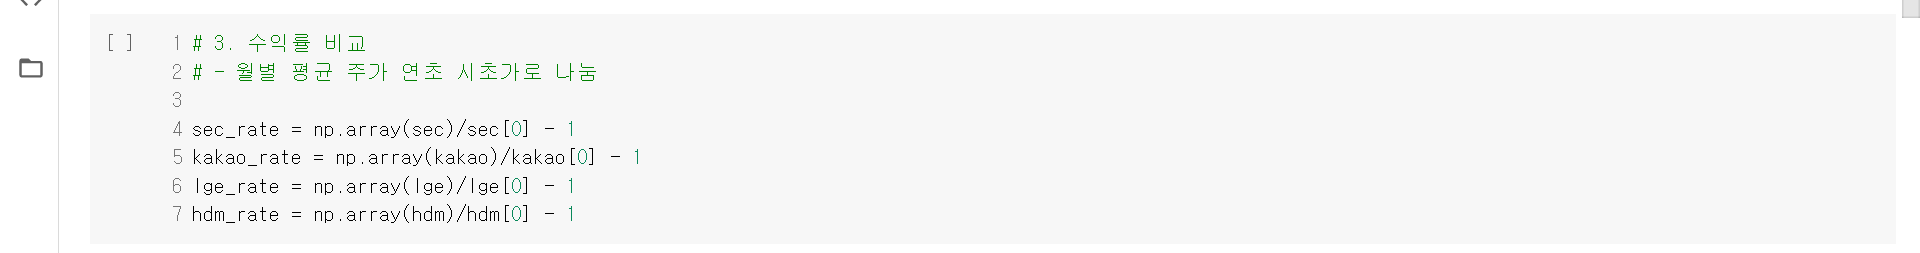 [ ] 1 # 3. 수익률 비교
2 # - 월별 평균 주가 연초 시초가로 나눔
3
4 sec_rate = np.array(sec)/sec[0] - 1
5 kakao_rate = np.array(kakao)/kakao[0] - 1
6 lge_rate = np.array(lge)/lge[0] - 1
7 hdm_rate = np.array(hdm)/hdm[0] - 1